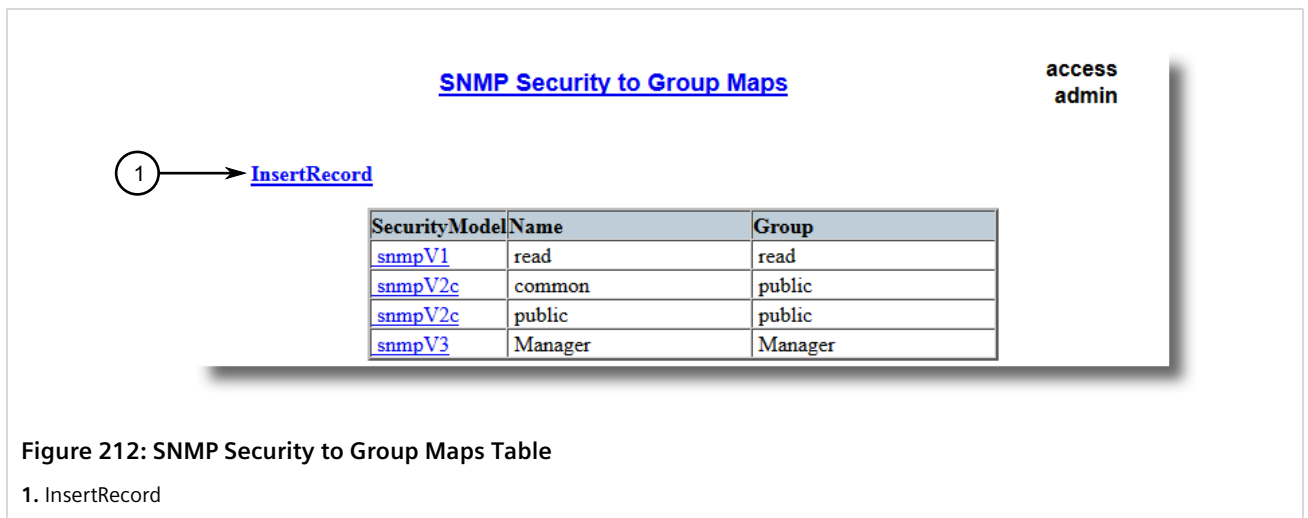 SNMP Security to Group Maps
access
admin
1
InsertRecord
SecurityModel Name Group
snmpV1 read read
snmpV2c common public
snmpV2c public public
snmpV3 Manager Manager
Figure 212: SNMP Security to Group Maps Table
1. InsertRecord